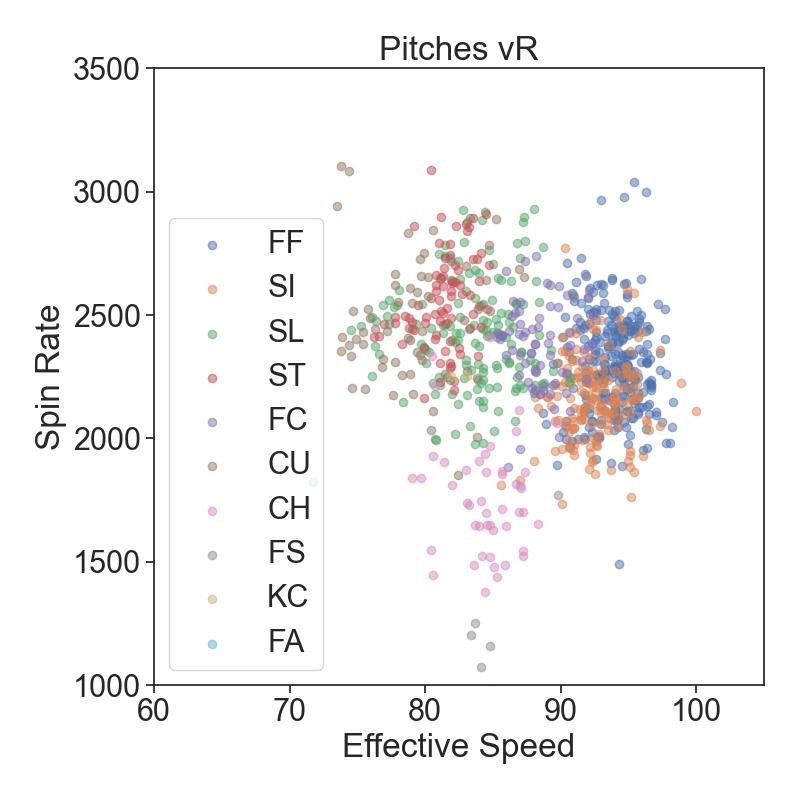 Pitches vR
3500
3000
2500
2000
1500
1000
Spin Rate
FF
SI
SL
ST
FC
CU
CH
FS
KC
FA
60 70 80 90 100
Effective Speed